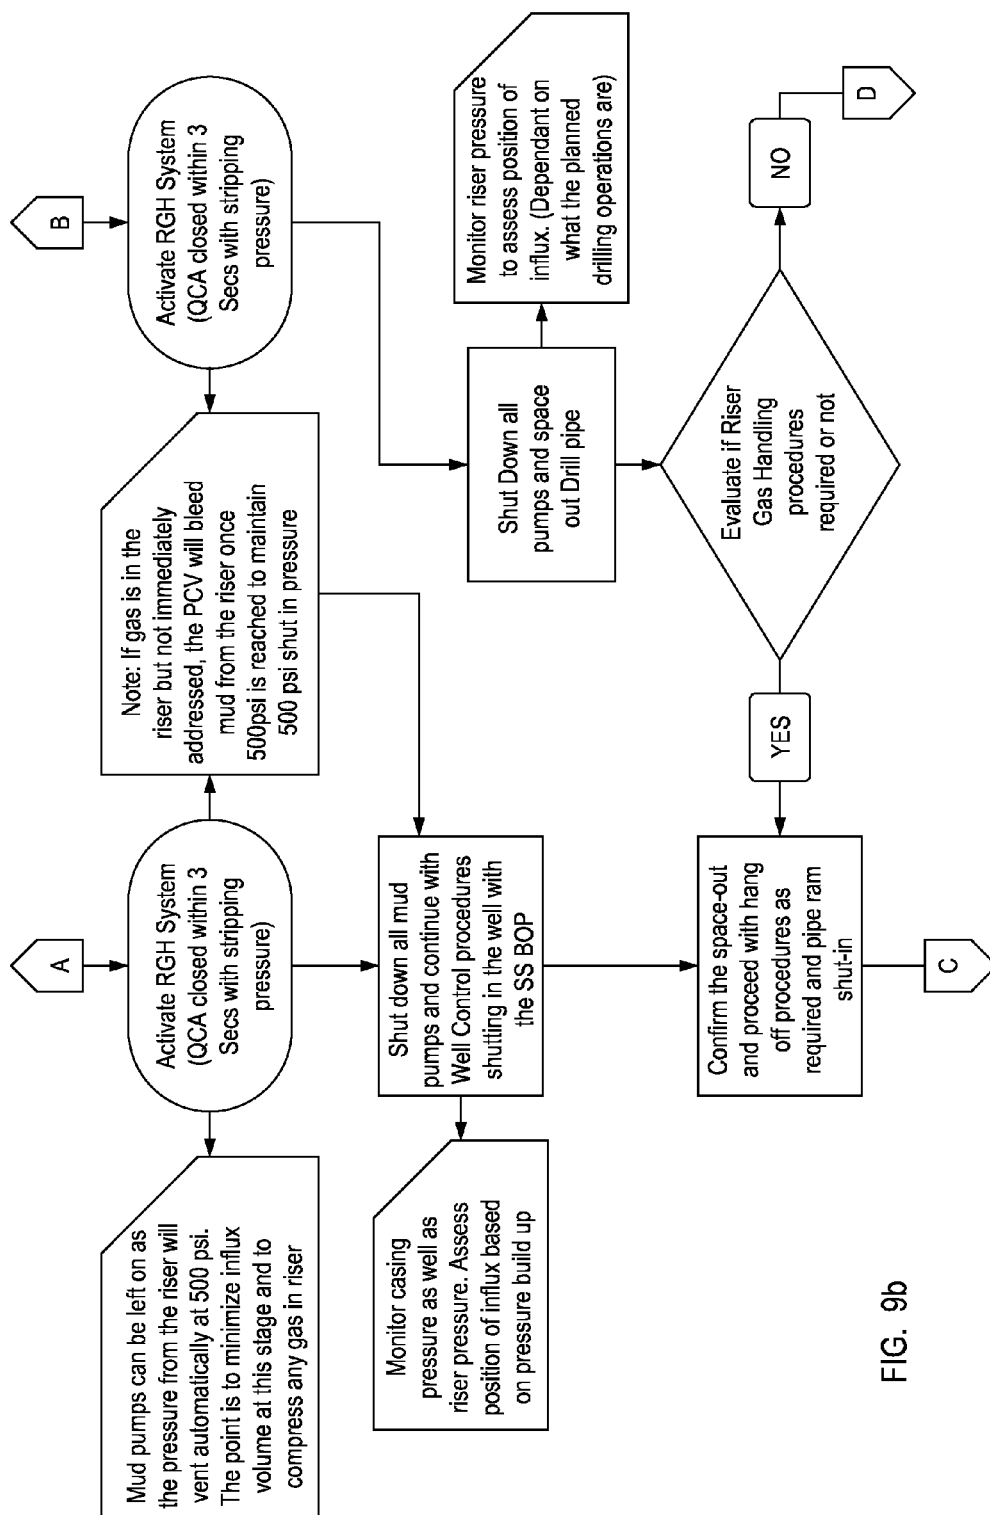 A
Activate RGH System
(QCA closed within 3
Secs with stripping
pressure)
Mud pumps can be left on as
the pressure from the riser will
vent automatically at 500 psi.
The point is to minimize influx
volume at this stage and to
compress any gas in riser
Note: If gas is in the
riser but not immediately
addressed, the PCV will bleed
mud from the riser once
500psi is reached to maintain
500 psi shut in pressure
B
Activate RGH System
(QCA closed within 3
Secs with stripping
pressure)
Monitor casing
pressure as well as
riser pressure. Assess
position of influx based
on pressure build up
Shut down all mud
pumps and continue with
Well Control procedures
shutting in the well with
the SS BOP
Shut Down all
pumps and space
out Drill pipe
Monitor riser pressure
to assess position of
influx. (Dependant on
what the planned
drilling operations are)
Confirm the space-out
and proceed with hang
off procedures as
required and pipe ram
shut-in
YES
Evaluate if Riser
Gas Handling
procedures
required or not
NO
C
D
FIG. 9b